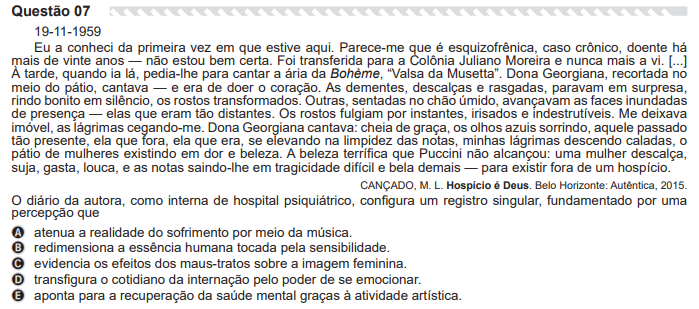 Questão 07
19-11-1959
Eu a conheci da primeira vez em que estive aqui. Parece-me que é esquizofrênica, caso crônico, doente há
mais de vinte anos — não estou bem certa. Foi transferida para a Colônia Juliano Moreira e nunca mais a vi. [...]
À tarde, quando ia lá, pedia-lhe para cantar a ária da Bohème, “Valsa da Musetta”. Dona Georgiana, recortada no
meio do pátio, cantava — e era de doer o coração. As dementes, descalças e rasgadas, paravam em surpresa,
rindo bonito em silêncio, os rostos transformados. Outras, sentadas no chão úmido, avançavam as faces inundadas
de presença — elas que eram tão distantes. Os rostos fulgiam por instantes, irisados e indestrutíveis. Me deixava
imóvel, as lágrimas cegando-me. Dona Georgiana cantava: cheia de graça, os olhos azuis sorrindo, aquele passado
tão presente, ela que fora, ela que era, se elevando na limpidez das notas, minhas lágrimas descendo caladas, o
pátio de mulheres existindo em dor e beleza. A beleza terrífica que Puccini não alcançou: uma mulher descalça,
suja, gasta, louca, e as notas saindo-lhe em tragicidade difícil e bela demais — para existir fora de um hospício.
CANÇADO, M. L. Hospício é Deus. Belo Horizonte: Autêntica, 2015.
O diário da autora, como interna de hospital psiquiátrico, configura um registro singular, fundamentado por uma
percepção que
A atenua a realidade do sofrimento por meio da música.
B redimensiona a essência humana tocada pela sensibilidade.
C evidencia os efeitos dos maus-tratos sobre a imagem feminina.
D transfigura o cotidiano da internação pelo poder de se emocionar.
E aponta para a recuperação da saúde mental graças à atividade artística.